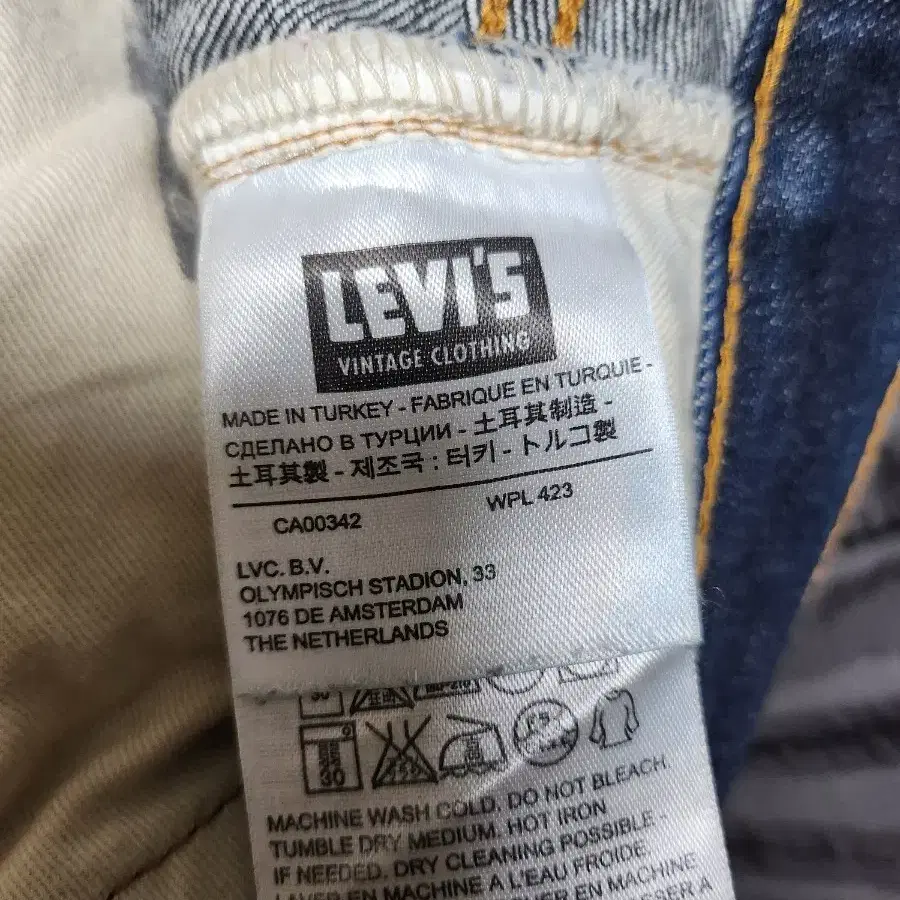 LEVI'S
VINTAGE CLOTHING
MADE IN TURKEY - FABRIQUE EN TURQUIE -
СДЕЛАНО В ТУРЦИИ - 土耳其制造 -
土耳其製 - 제조국 : 터키 - トルコ製
CA00342 WPL 423
LVC. B.V.
OLYMPISCH STADION, 33
1076 DE AMSTERDAM
THE NETHERLANDS
30
MACHINE WASH COLD. DO NOT BLEACH.
TUMBLE DRY MEDIUM. HOT IRON
IF NEEDED. DRY CLEANING POSSIBLE -
LAVER EN MACHINE A L'EAU FROIDE.
EN MACHINE